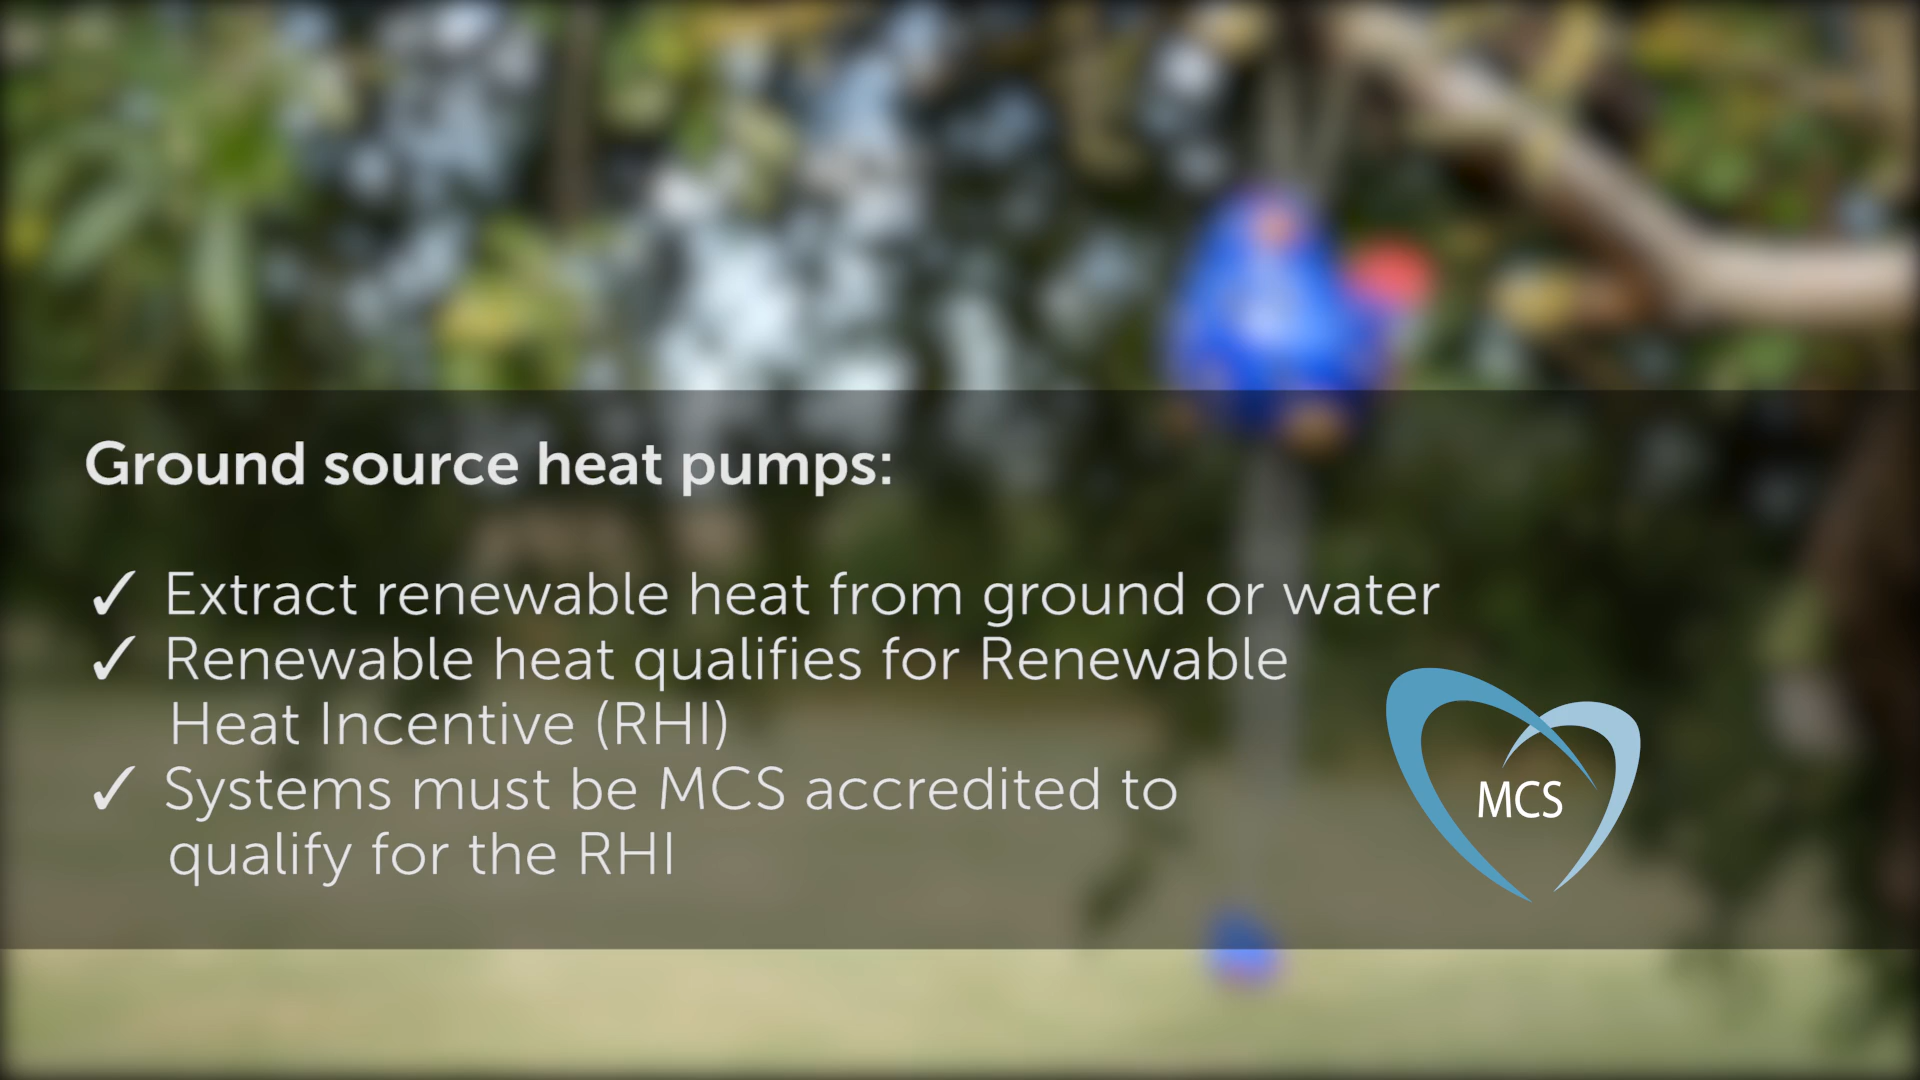 Ground source heat pumps:
✓ Extract renewable heat from ground or water
✓ Renewable heat qualifies for Renewable
Heat Incentive (RHI)
✓ Systems must be MCS accredited to
qualify for the RHI
MCS